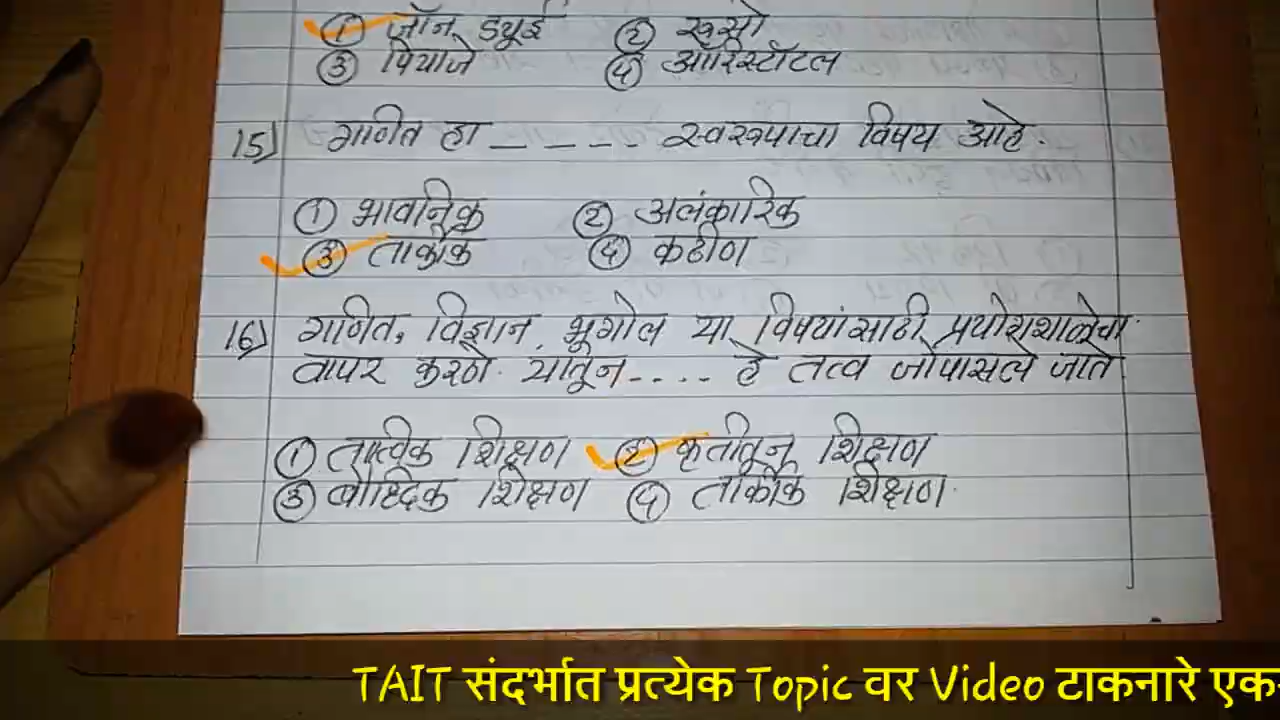 ① जॉन ड्यूई ② रूसो
③ पियाजे ④ ऑरिस्टॉटल
15) गणित हा _ _ _ _ स्वरूपाचा विषय आहे.
① भावनिक ② अलंकारिक
③ तार्कीक ④ कठीण
16) गणित, विज्ञान, भूगोल या विषयांसाठी प्रयोगशाळेचा
वापर करणे. यातून .... हे तत्व जोपासले जाते
① तात्विक शिक्षण ② कृतीतून शिक्षण
③ बौध्दिक शिक्षण ④ तार्कीक शिक्षण.
TAIT संदर्भात प्रत्येक Topic वर Video टाकनारे एक